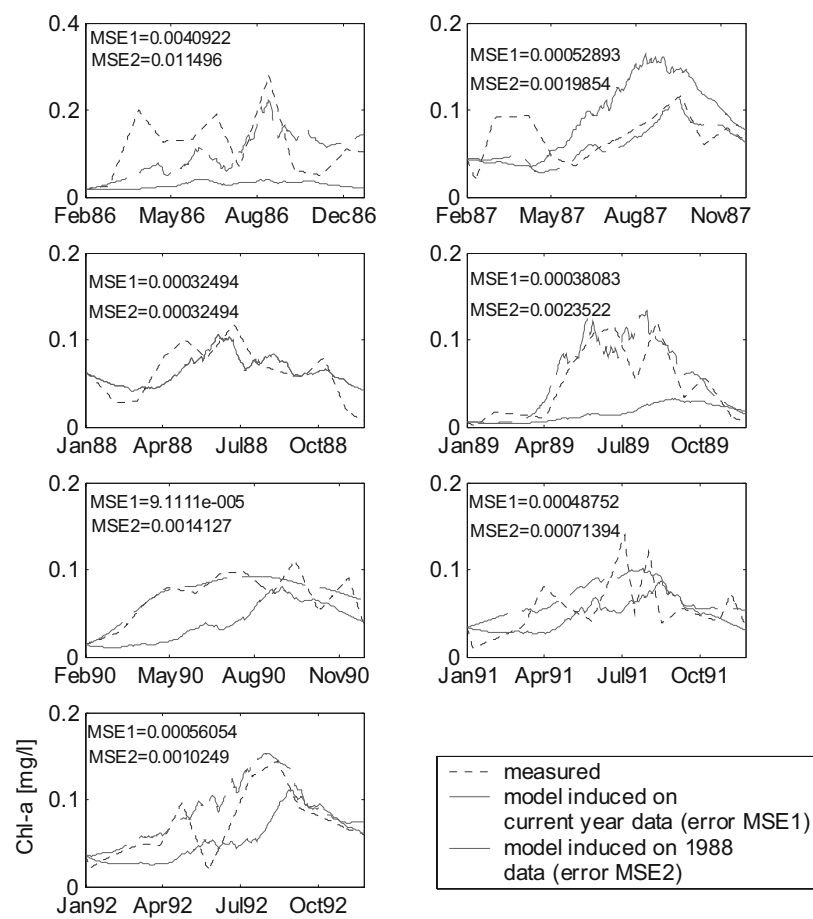 0.4
MSE1=0.0040922
MSE2=0.011496
0.2
0
Feb86 May86 Aug86 Dec86
0.2
MSE1=0.00052893
MSE2=0.0019854
0.1
0
Feb87 May87 Aug87 Nov87
0.2
MSE1=0.00032494
MSE2=0.00032494
0.1
0
Jan88 Apr88 Jul88 Oct88
0.2
MSE1=0.00038083
MSE2=0.0023522
0.1
0
Jan89 Apr89 Jul89 Oct89
0.2
MSE1=9.1111e-005
MSE2=0.0014127
0.1
0
Feb90 May90 Aug90 Nov90
0.2
MSE1=0.00048752
MSE2=0.00071394
0.1
0
Jan91 Apr91 Jul91 Oct91
Chl-a [mg/l]
0.2
MSE1=0.00056054
MSE2=0.0010249
0.1
0
Jan92 Apr92 Jul92 Oct92
measured
model induced on
current year data (error MSE1)
model induced on 1988
data (error MSE2)